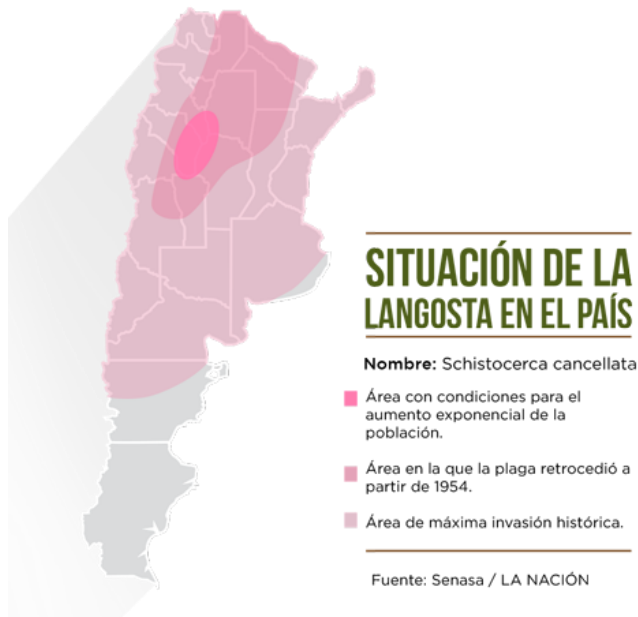 SITUACIÓN DE LA
LANGOSTA EN EL PAÍS
Nombre: Schistocerca cancellata
Área con condiciones para el
aumento exponencial de la
población.
Área en la que la plaga retrocedió a
partir de 1954.
Área de máxima invasión histórica.
Fuente: Senasa / LA NACIÓN